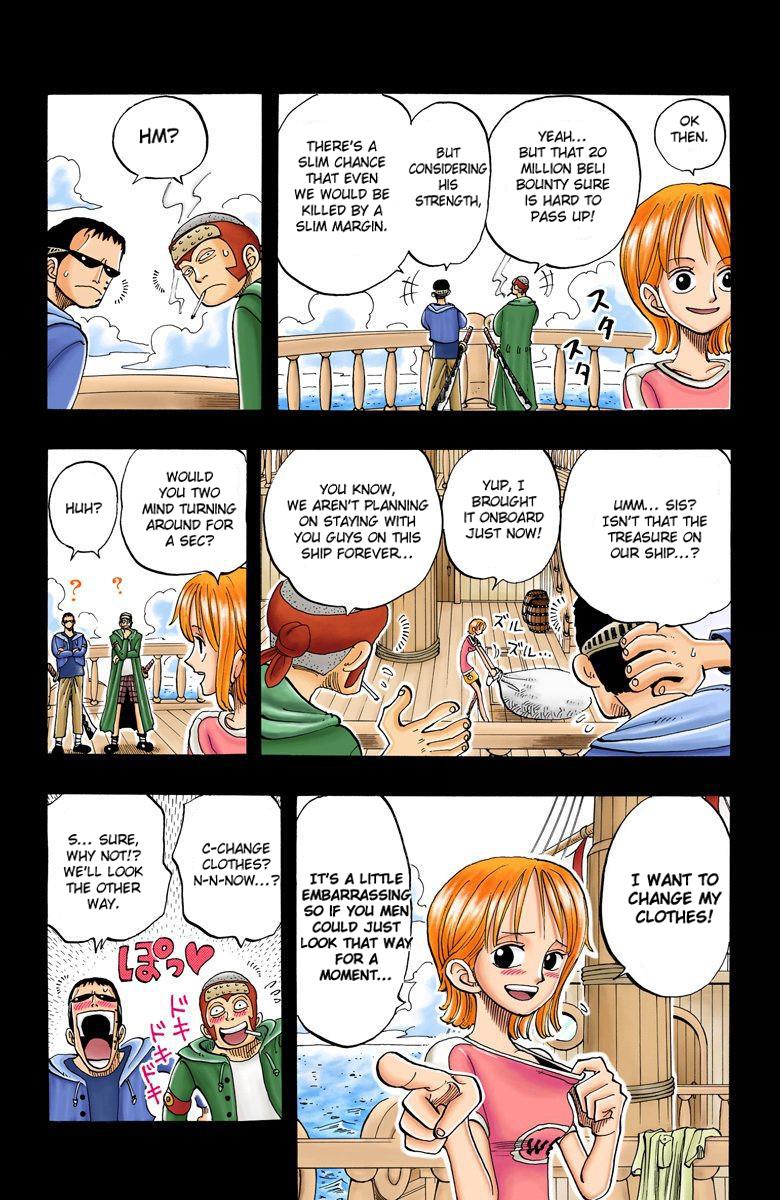 OK
THEN.
YEAH...
BUT THAT 20
MILLION BELI
BOUNTY SURE
IS HARD TO
PASS UP!
BUT
CONSIDERING
HIS
STRENGTH,
THERE'S A
SLIM CHANCE
THAT EVEN
WE WOULD BE
KILLED BY A
SLIM MARGIN.
スタ
スタ
HM?
UMM... SIS?
ISN'T THAT THE
TREASURE ON
OUR SHIP...?
YUP, I
BROUGHT
IT ONBOARD
JUST NOW!
YOU KNOW,
WE AREN'T PLANNING
ON STAYING WITH
YOU GUYS ON THIS
SHIP FOREVER...
ズル
ズル...
WOULD
YOU TWO
MIND TURNING
AROUND FOR
A SEC?
HUH?
?
?
I WANT TO
CHANGE MY
CLOTHES!
IT'S A LITTLE
EMBARRASSING
SO IF YOU MEN
COULD JUST
LOOK THAT WAY
FOR A
MOMENT...
C-CHANGE
CLOTHES?
N-N-NOW...?
S... SURE,
WHY NOT!?
WE'LL LOOK
THE OTHER
WAY.
ぽっ♥
ドキ
ドキドキ